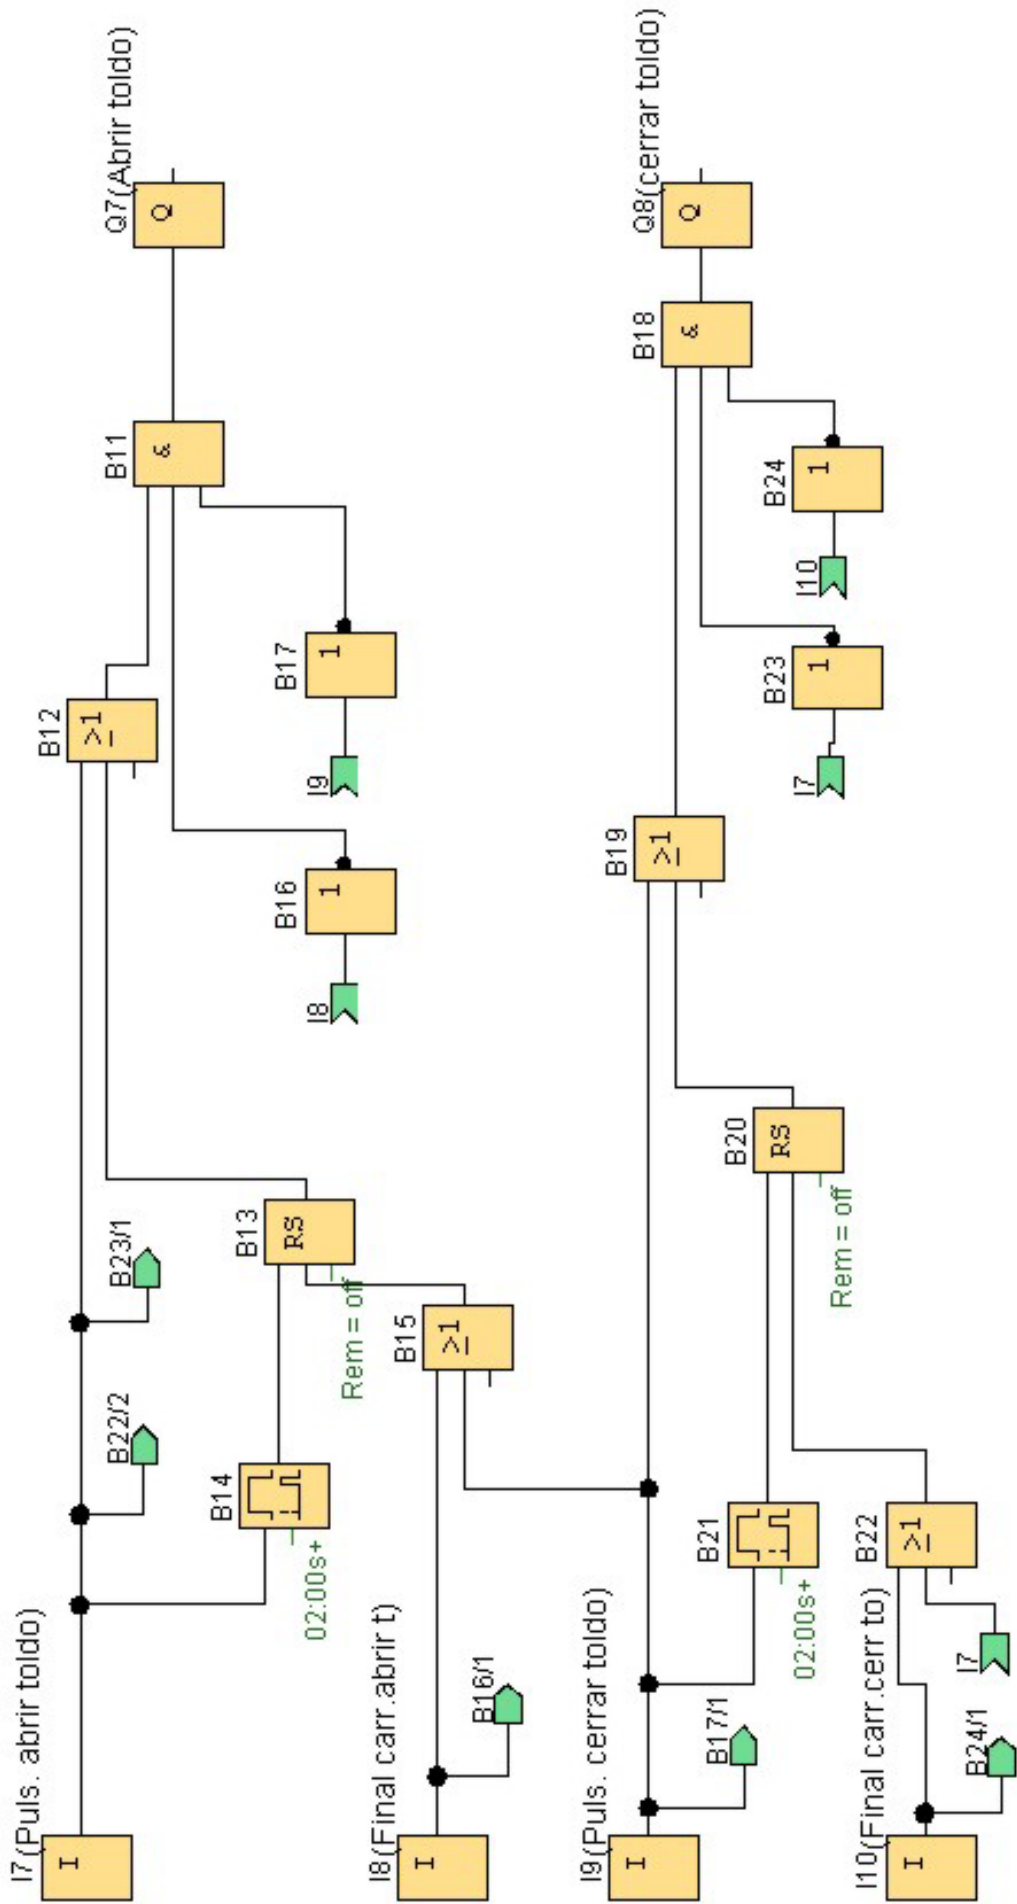 I7(Puls. abrir toldo)
I
B22/2
B23/1
B12
≥1
B11
&
Q7(Abrir toldo)
Q
B14
02:00s+
B13
RS
Rem = off
I8
B16
1
I9
B17
1
I8(Final carr.abrir t)
I
B16/1
B15
≥1
I9(Puls. cerrar toldo)
I
B17/1
B21
02:00s+
B20
RS
Rem = off
B19
≥1
B18
&
Q8(cerrar toldo)
Q
I7
B23
1
I10
B24
1
I10(Final carr.cerr to)
I
B24/1
I7
B22
≥1